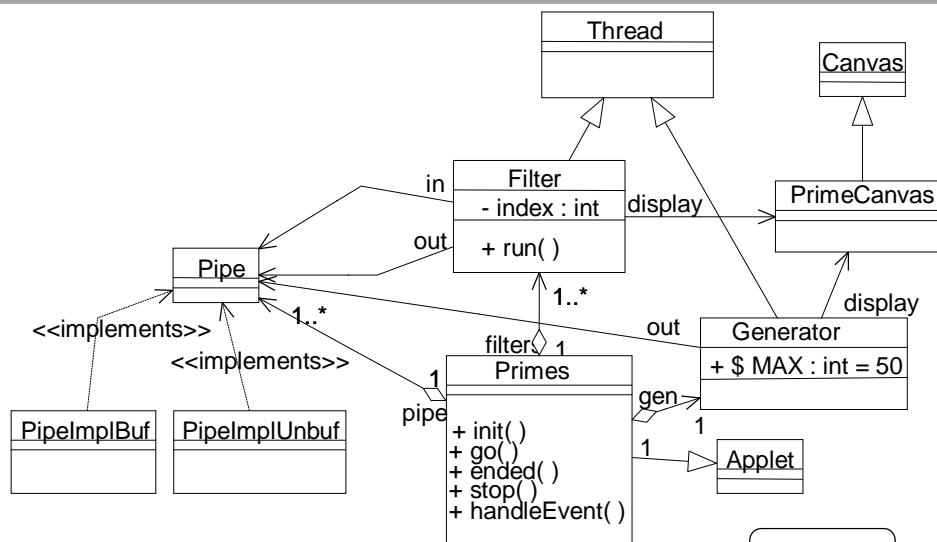 Thread
Canvas
Filter
- index : int
+ run( )
in
out
display
PrimeCanvas
Pipe
1..*
1..*
<<implements>>
<<implements>>
out
display
Generator
+ $ MAX : int = 50
filters
1
Primes
+ init( )
+ go( )
+ ended( )
+ stop( )
+ handleEvent( )
1
pipe
gen
1
1
Applet
PipeImplBuf
PipeImplUnbuf